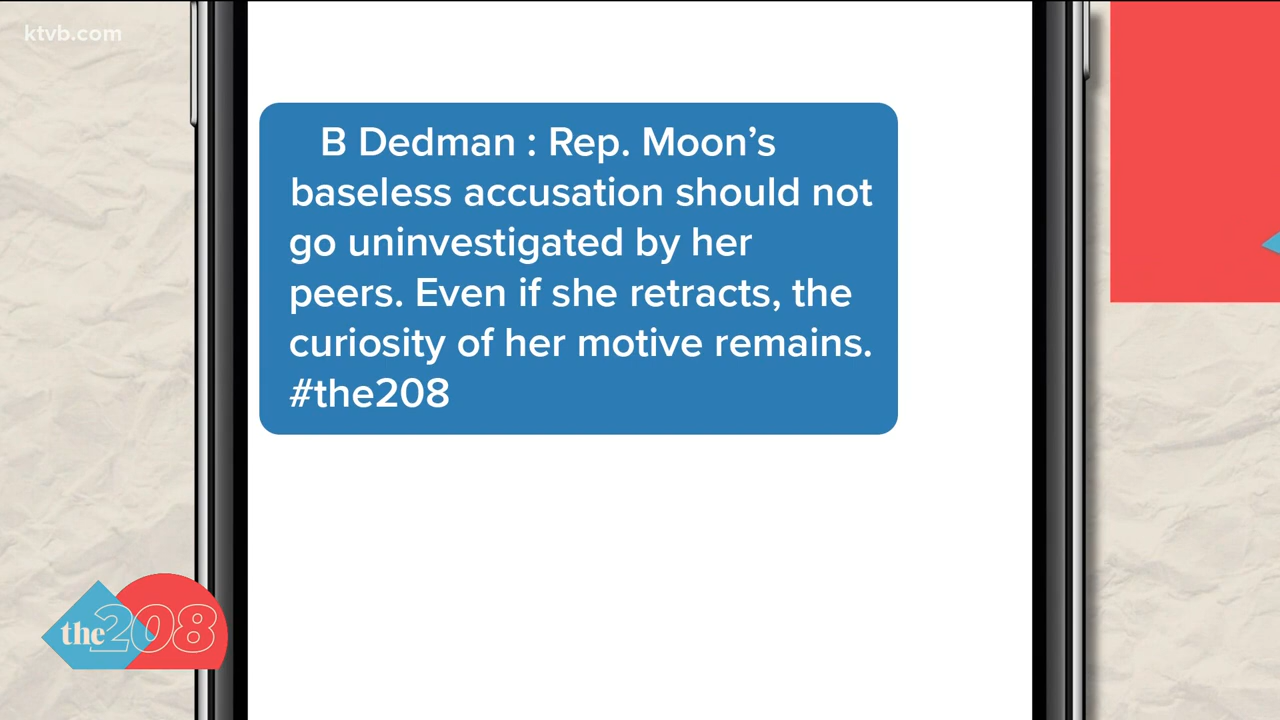 ktvb.com
B Dedman : Rep. Moon’s
baseless accusation should not
go uninvestigated by her
peers. Even if she retracts, the
curiosity of her motive remains.
#the208
the208